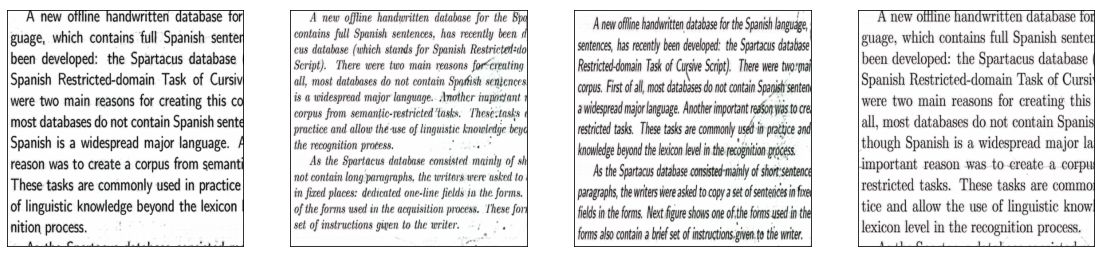 A new offline handwritten database for
guage, which contains full Spanish senten
been developed: the Spartacus database
Spanish Restricted-domain Task of Cursiv
were two main reasons for creating this co
most databases do not contain Spanish sente
Spanish is a widespread major language. A
reason was to create a corpus from semanti
These tasks are commonly used in practice
of linguistic knowledge beyond the lexicon l
nition process.
A new offline handwritten database for the Spa
contains full Spanish sentences, has recently been d
cus database (which stands for Spanish Restricted-do
Script). There were two main reasons for creating
all, most databases do not contain Spanish sentences
is a widespread major language. Another important
corpus from semantic-restricted tasks. These tasks
practice and allow the use of linguistic knowledge beyo
the recognition process.
As the Spartacus database consisted mainly of sh
not contain long paragraphs, the writers were asked to
in fixed places: dedicated one-line fields in the forms.
of the forms used in the acquisition process. These for
set of instructions given to the writer.
A new offline handwritten database for the Spanish language,
sentences, has recently been developed: the Spartacus database
Restricted-domain Task of Cursive Script). There were two mai
corpus. First of all, most databases do not contain Spanish senten
a widespread major language. Another important reason was to crea
restricted tasks. These tasks are commonly used in practice and
knowledge beyond the lexicon level in the recognition process.
As the Spartacus database consisted mainly of short sentence
paragraphs, the writers were asked to copy a set of sentences in fixed
fields in the forms. Next figure shows one of the forms used in the
forms also contain a brief set of instructions given to the writer.
A new offline handwritten database for
guage, which contains full Spanish senten
been developed: the Spartacus database (
Spanish Restricted-domain Task of Cursi
were two main reasons for creating this
all, most databases do not contain Spanis
though Spanish is a widespread major la
important reason was to create a corpu
restricted tasks. These tasks are commo
tice and allow the use of linguistic knowl
lexicon level in the recognition process.